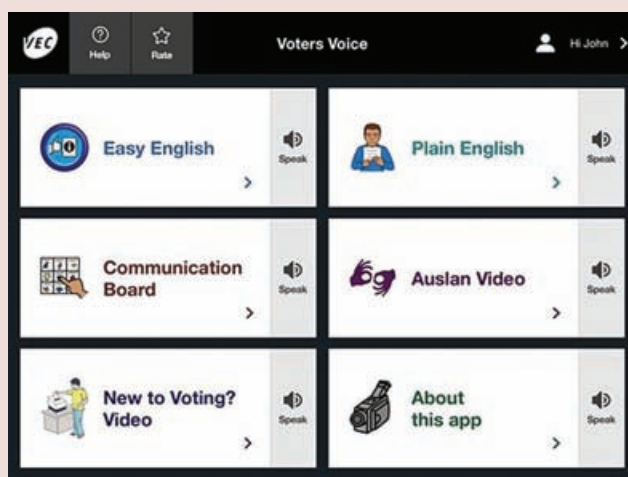 VEC
Help
Rate
Voters Voice
Hi John
Easy English
Speak
Plain English
Speak
Communication
Board
Speak
Auslan Video
Speak
New to Voting?
Video
Speak
About
this app
Speak